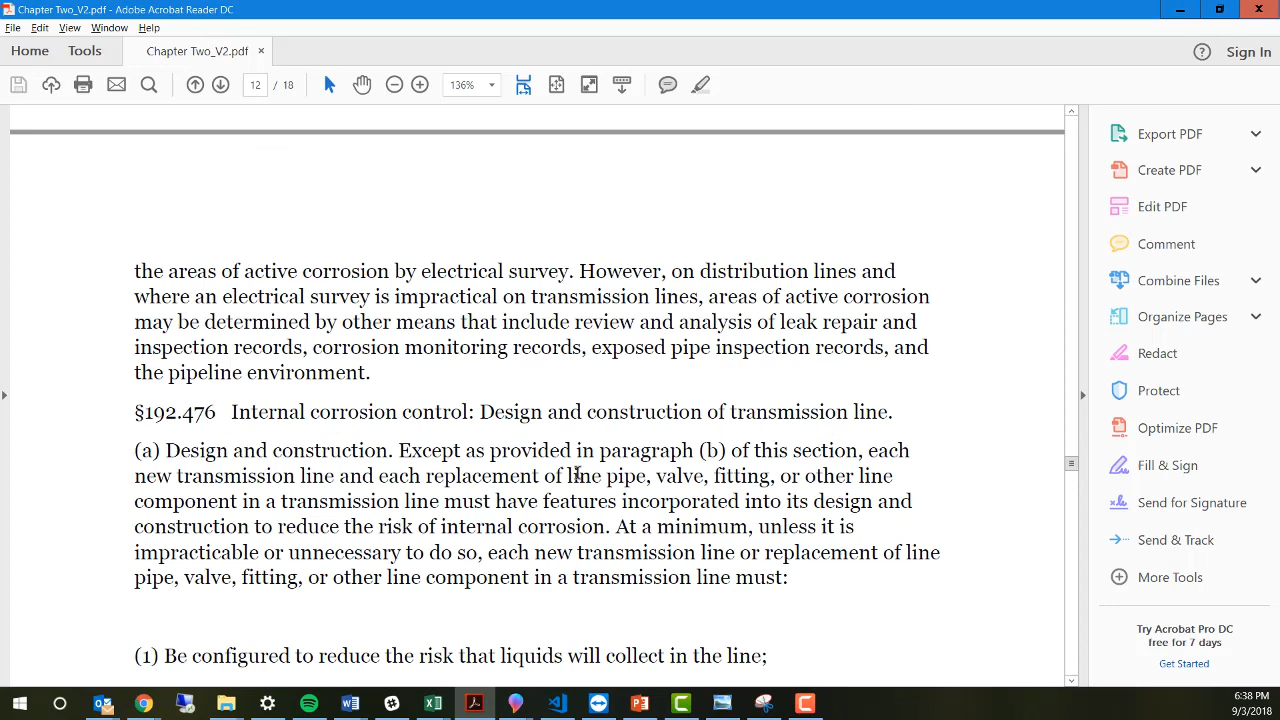 Chapter Two_V2.pdf - Adobe Acrobat Reader DC
File Edit View Window Help
Home Tools Chapter Two_V2.pdf × Sign In
12 / 18 136%
the areas of active corrosion by electrical survey. However, on distribution lines and
where an electrical survey is impractical on transmission lines, areas of active corrosion
may be determined by other means that include review and analysis of leak repair and
inspection records, corrosion monitoring records, exposed pipe inspection records, and
the pipeline environment.
§192.476 Internal corrosion control: Design and construction of transmission line.
(a) Design and construction. Except as provided in paragraph (b) of this section, each
new transmission line and each replacement of line pipe, valve, fitting, or other line
component in a transmission line must have features incorporated into its design and
construction to reduce the risk of internal corrosion. At a minimum, unless it is
impracticable or unnecessary to do so, each new transmission line or replacement of line
pipe, valve, fitting, or other line component in a transmission line must:
(1) Be configured to reduce the risk that liquids will collect in the line;
Export PDF
Create PDF
Edit PDF
Comment
Combine Files
Organize Pages
Redact
Protect
Optimize PDF
Fill & Sign
Send for Signature
Send & Track
More Tools
Try Acrobat Pro DC
free for 7 days
Get Started
6:38 PM
9/3/2018